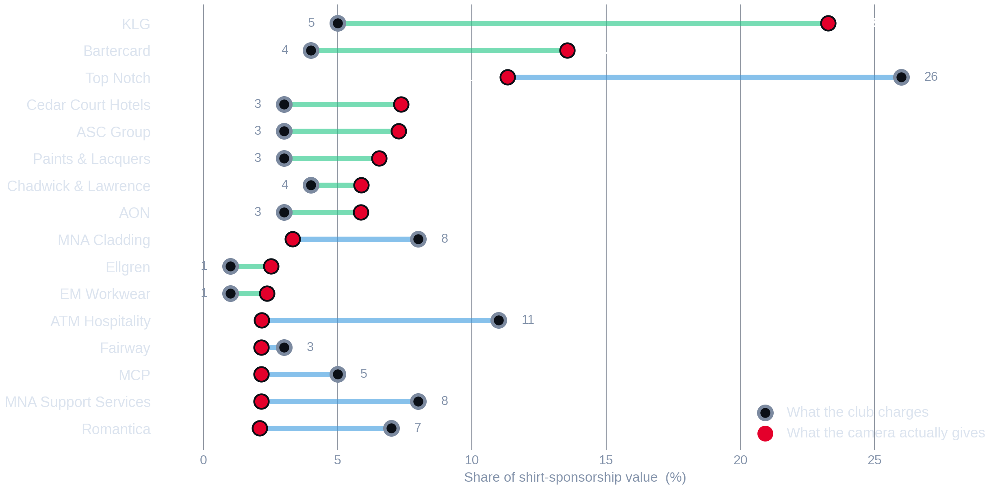 KLG 5
Bartercard 4
Top Notch 26
Cedar Court Hotels 3
ASC Group 3
Paints & Lacquers 3
Chadwick & Lawrence 4
AON 3
MNA Cladding 8
Ellgren 1
EM Workwear 1
ATM Hospitality 11
Fairway 3
MCP 5
MNA Support Services 8
Romantica 7
What the club charges
What the camera actually gives
0 5 10 15 20 25
Share of shirt-sponsorship value (%)